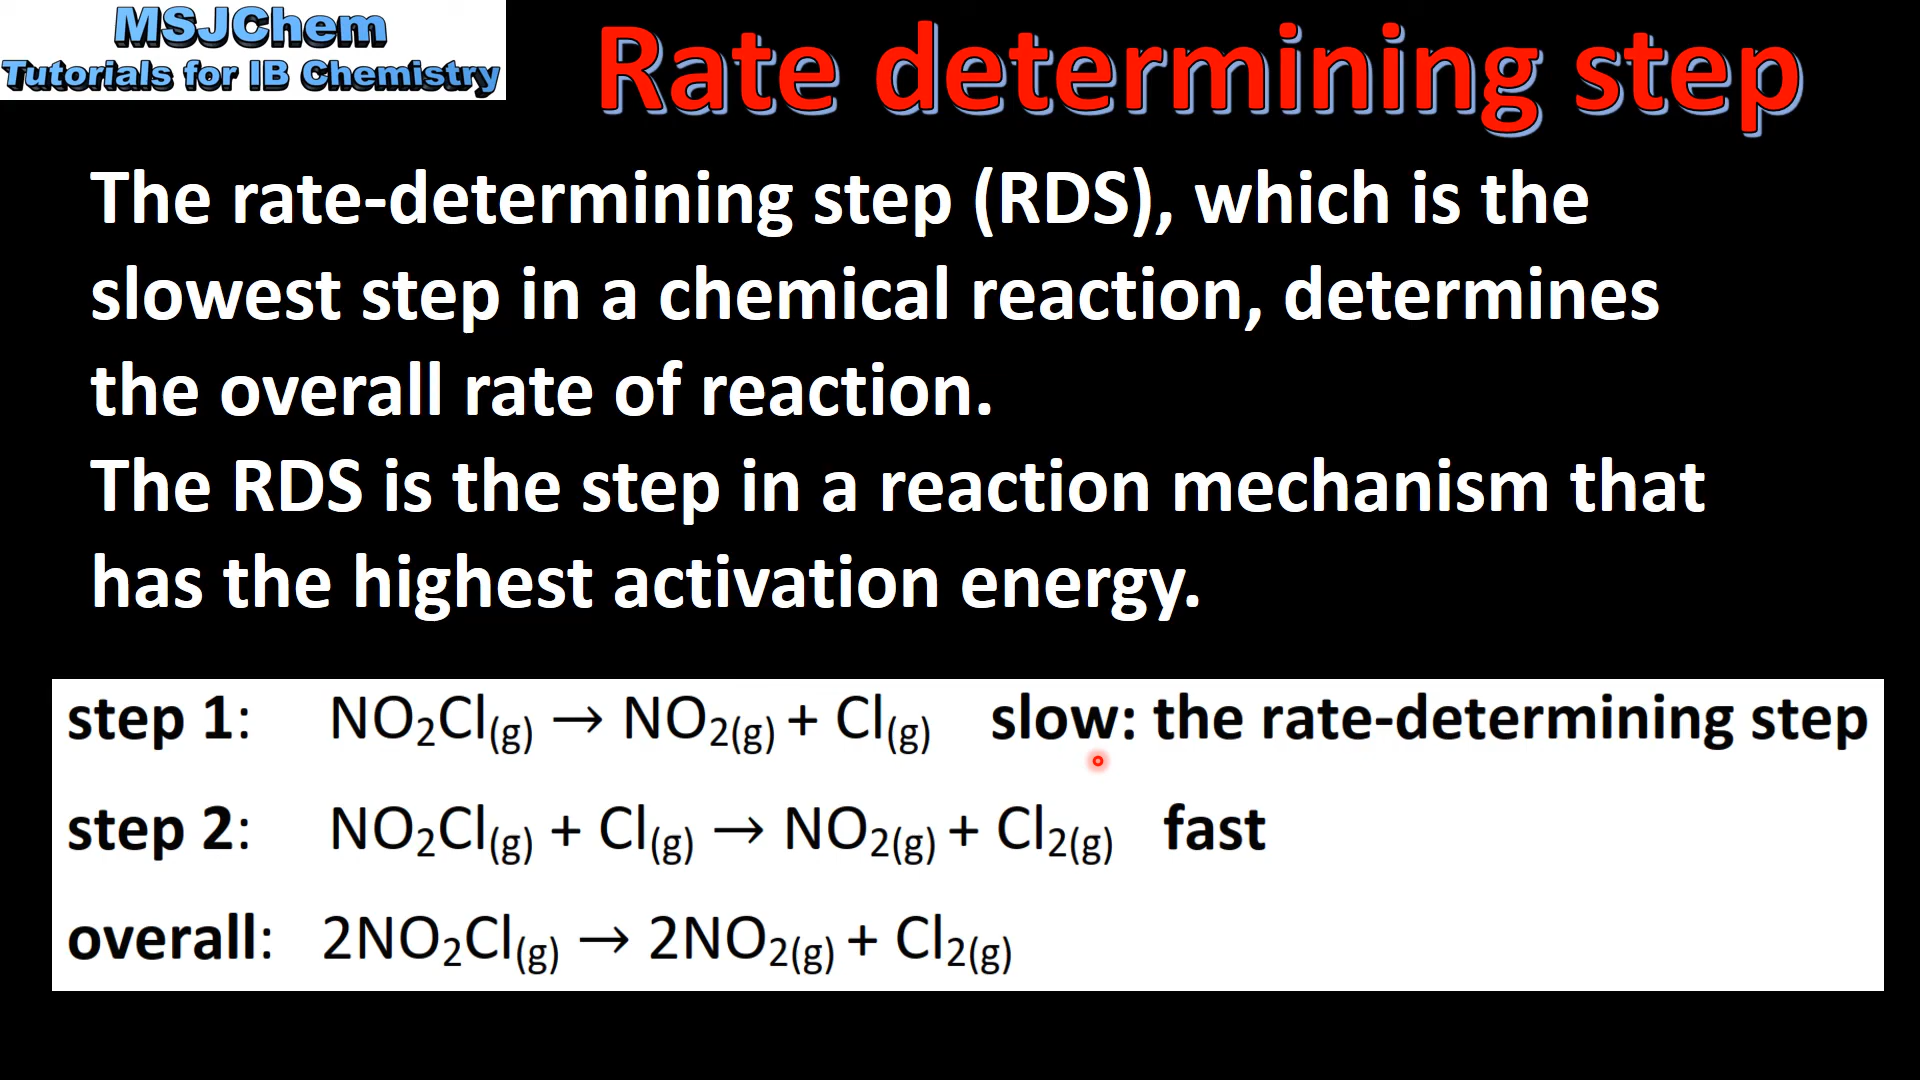 MSJChem
Tutorials for IB Chemistry
Rate determining step
The rate-determining step (RDS), which is the
slowest step in a chemical reaction, determines
the overall rate of reaction.
The RDS is the step in a reaction mechanism that
has the highest activation energy.
step 1: NO₂Cl(g) → NO₂(g) + Cl(g) slow: the rate-determining step
step 2: NO₂Cl(g) + Cl(g) → NO₂(g) + Cl₂(g) fast
overall: 2NO₂Cl(g) → 2NO₂(g) + Cl₂(g)